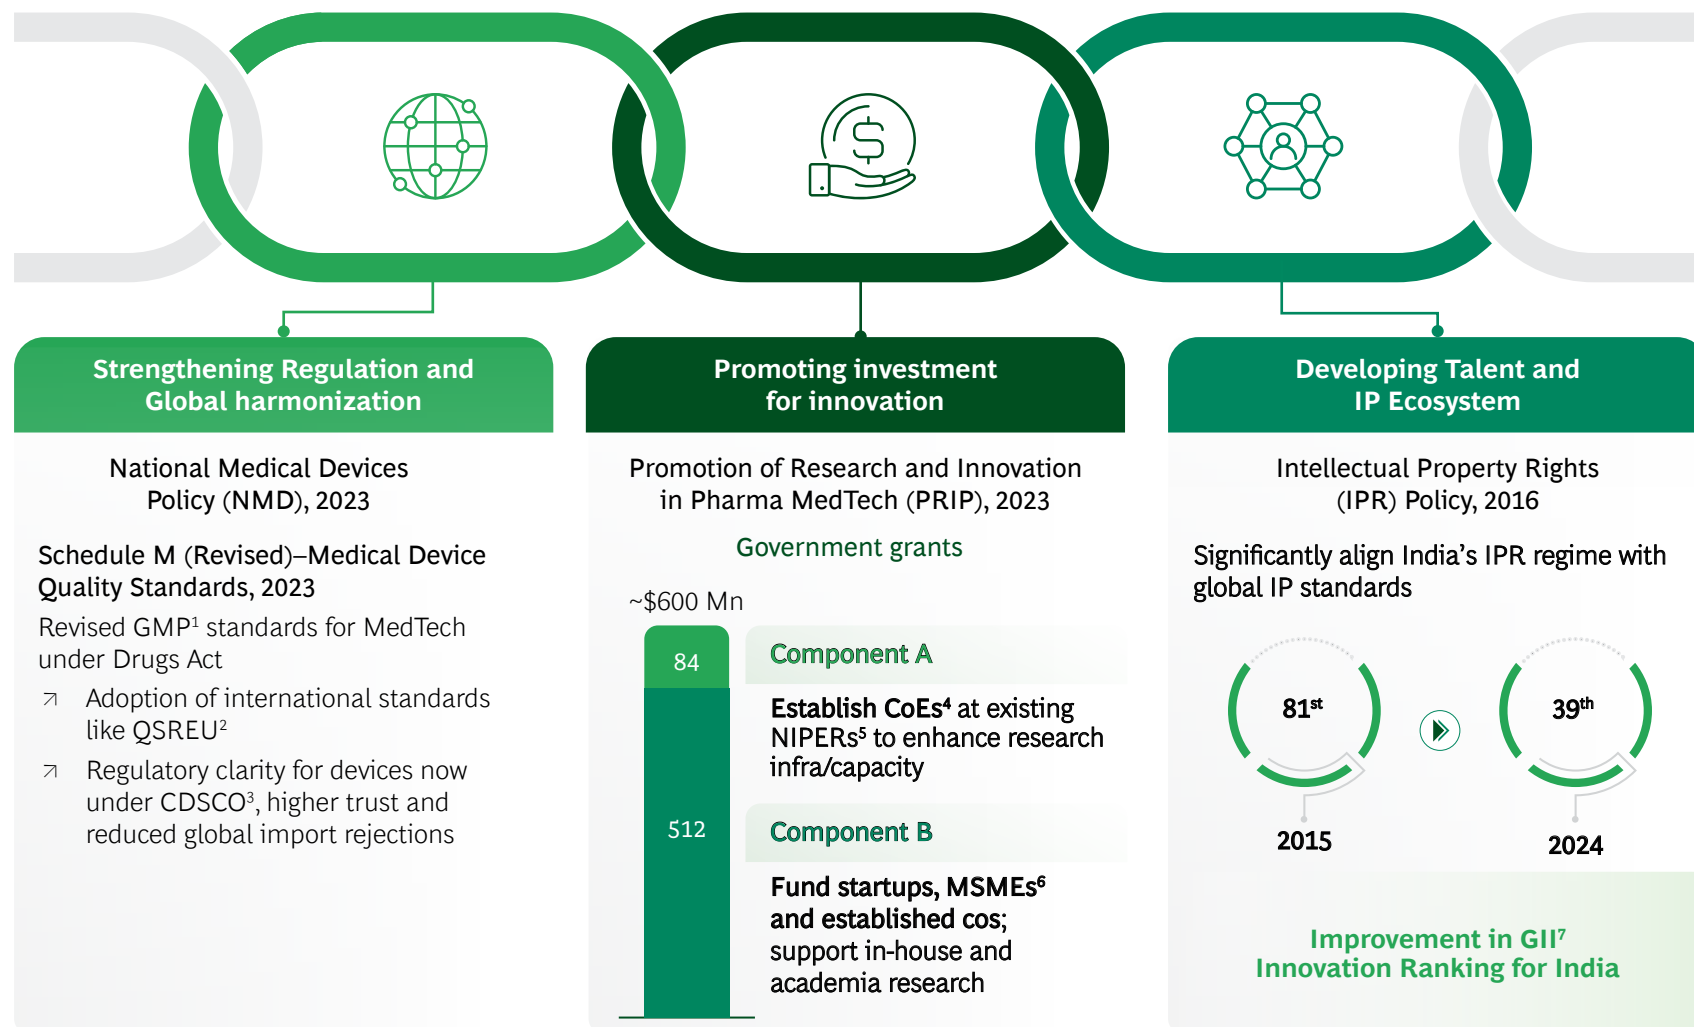 Strengthening Regulation and
Global harmonization
National Medical Devices
Policy (NMD), 2023
Schedule M (Revised)–Medical Device
Quality Standards, 2023
Revised GMP¹ standards for MedTech
under Drugs Act
Adoption of international standards
like QSREU²
Regulatory clarity for devices now
under CDSCO³, higher trust and
reduced global import rejections
Promoting investment
for innovation
Promotion of Research and Innovation
in Pharma MedTech (PRIP), 2023
Government grants
~$600 Mn
84
512
Component A
Establish CoEs⁴ at existing
NIPERs⁵ to enhance research
infra/capacity
Component B
Fund startups, MSMEs⁶
and established cos;
support in-house and
academia research
Developing Talent and
IP Ecosystem
Intellectual Property Rights
(IPR) Policy, 2016
Significantly align India’s IPR regime with
global IP standards
81st
39th
2015
2024
Improvement in GII⁷
Innovation Ranking for India